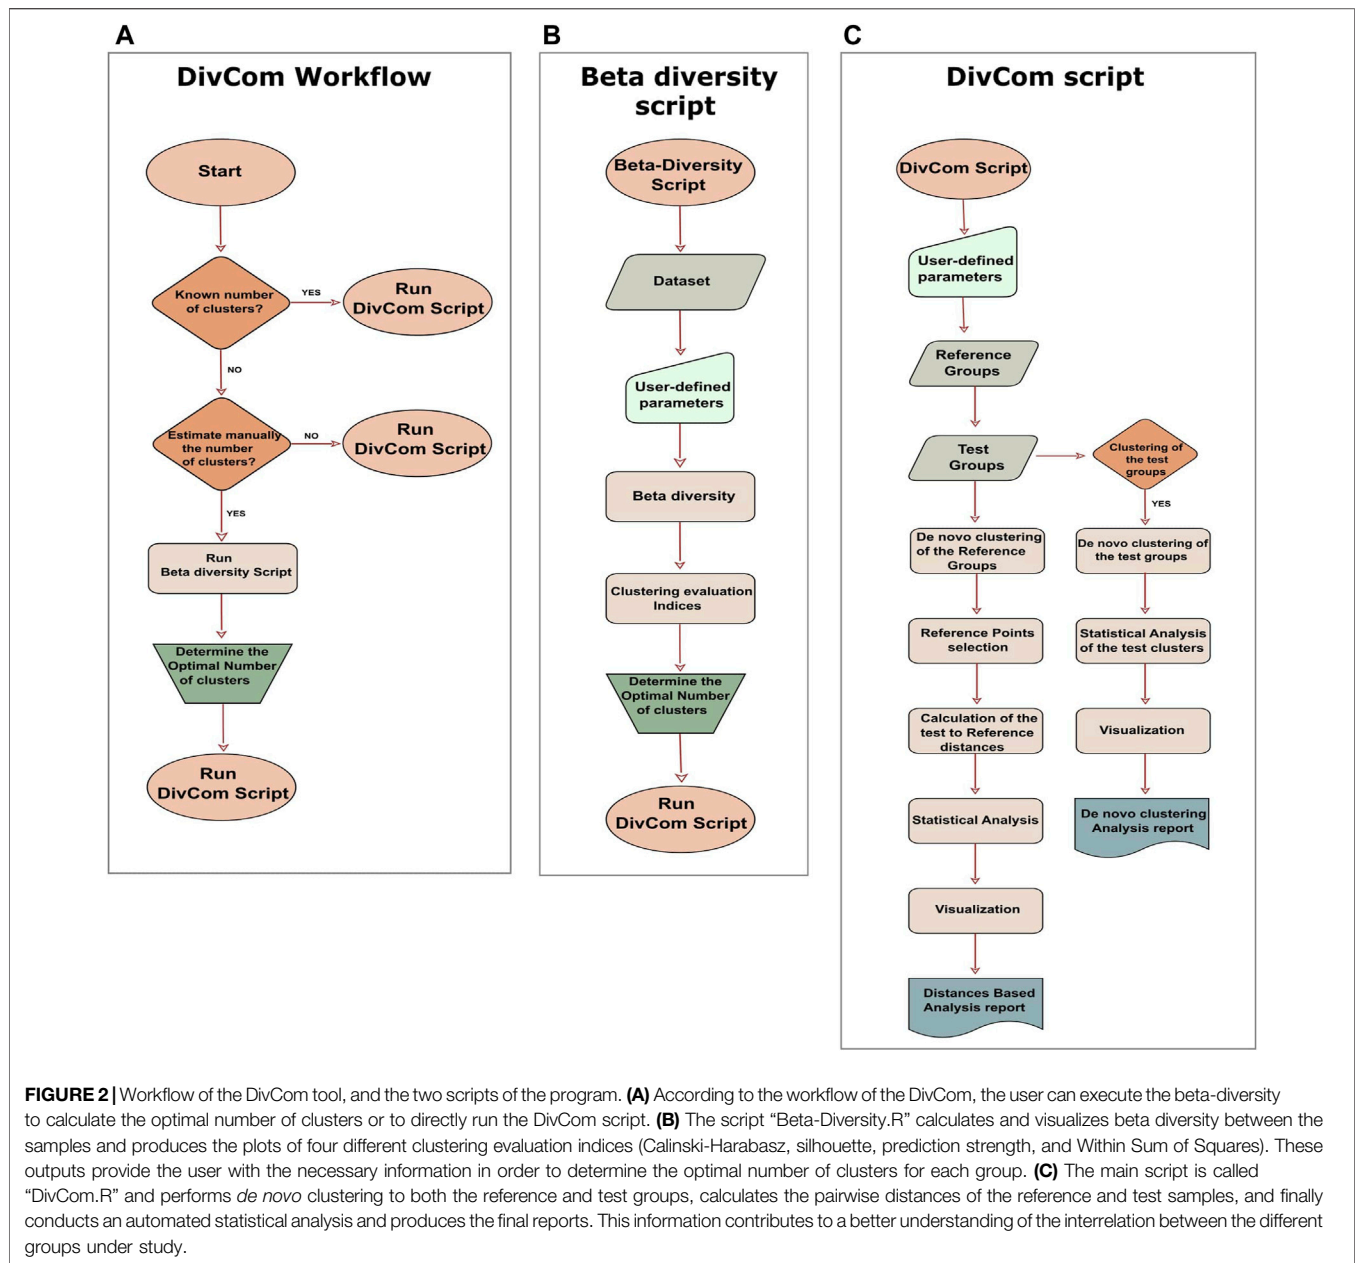 A
DivCom Workflow
Start
Known number
of clusters?
YES
Run
DivCom Script
NO
Estimate manually
the number
of clusters?
NO
Run
DivCom Script
YES
Run
Beta diversity Script
Determine the
Optimal Number
of clusters
Run
DivCom Script
B
Beta diversity
script
Beta-Diversity
Script
Dataset
User-defined
parameters
Beta diversity
Clustering evaluation
Indices
Determine the
Optimal Number
of clusters
Run
DivCom Script
C
DivCom script
DivCom Script
User-defined
parameters
Reference
Groups
Test
Groups
Clustering of
the test
groups
YES
De novo clustering
of the Reference
Groups
Reference Points
selection
Calculation of the
test to Reference
distances
Statistical Analysis
Visualization
Distances Based
Analysis report
De novo clustering of
the test groups
Statistical Analysis
of the test clusters
Visualization
De novo clustering
Analysis report
FIGURE 2 | Workflow of the DivCom tool, and the two scripts of the program. (A) According to the workflow of the DivCom, the user can execute the beta-diversity
to calculate the optimal number of clusters or to directly run the DivCom script. (B) The script “Beta-Diversity.R” calculates and visualizes beta diversity between the
samples and produces the plots of four different clustering evaluation indices (Calinski-Harabasz, silhouette, prediction strength, and Within Sum of Squares). These
outputs provide the user with the necessary information in order to determine the optimal number of clusters for each group. (C) The main script is called
“DivCom.R” and performs de novo clustering to both the reference and test groups, calculates the pairwise distances of the reference and test samples, and finally
conducts an automated statistical analysis and produces the final reports. This information contributes to a better understanding of the interrelation between the different
groups under study.